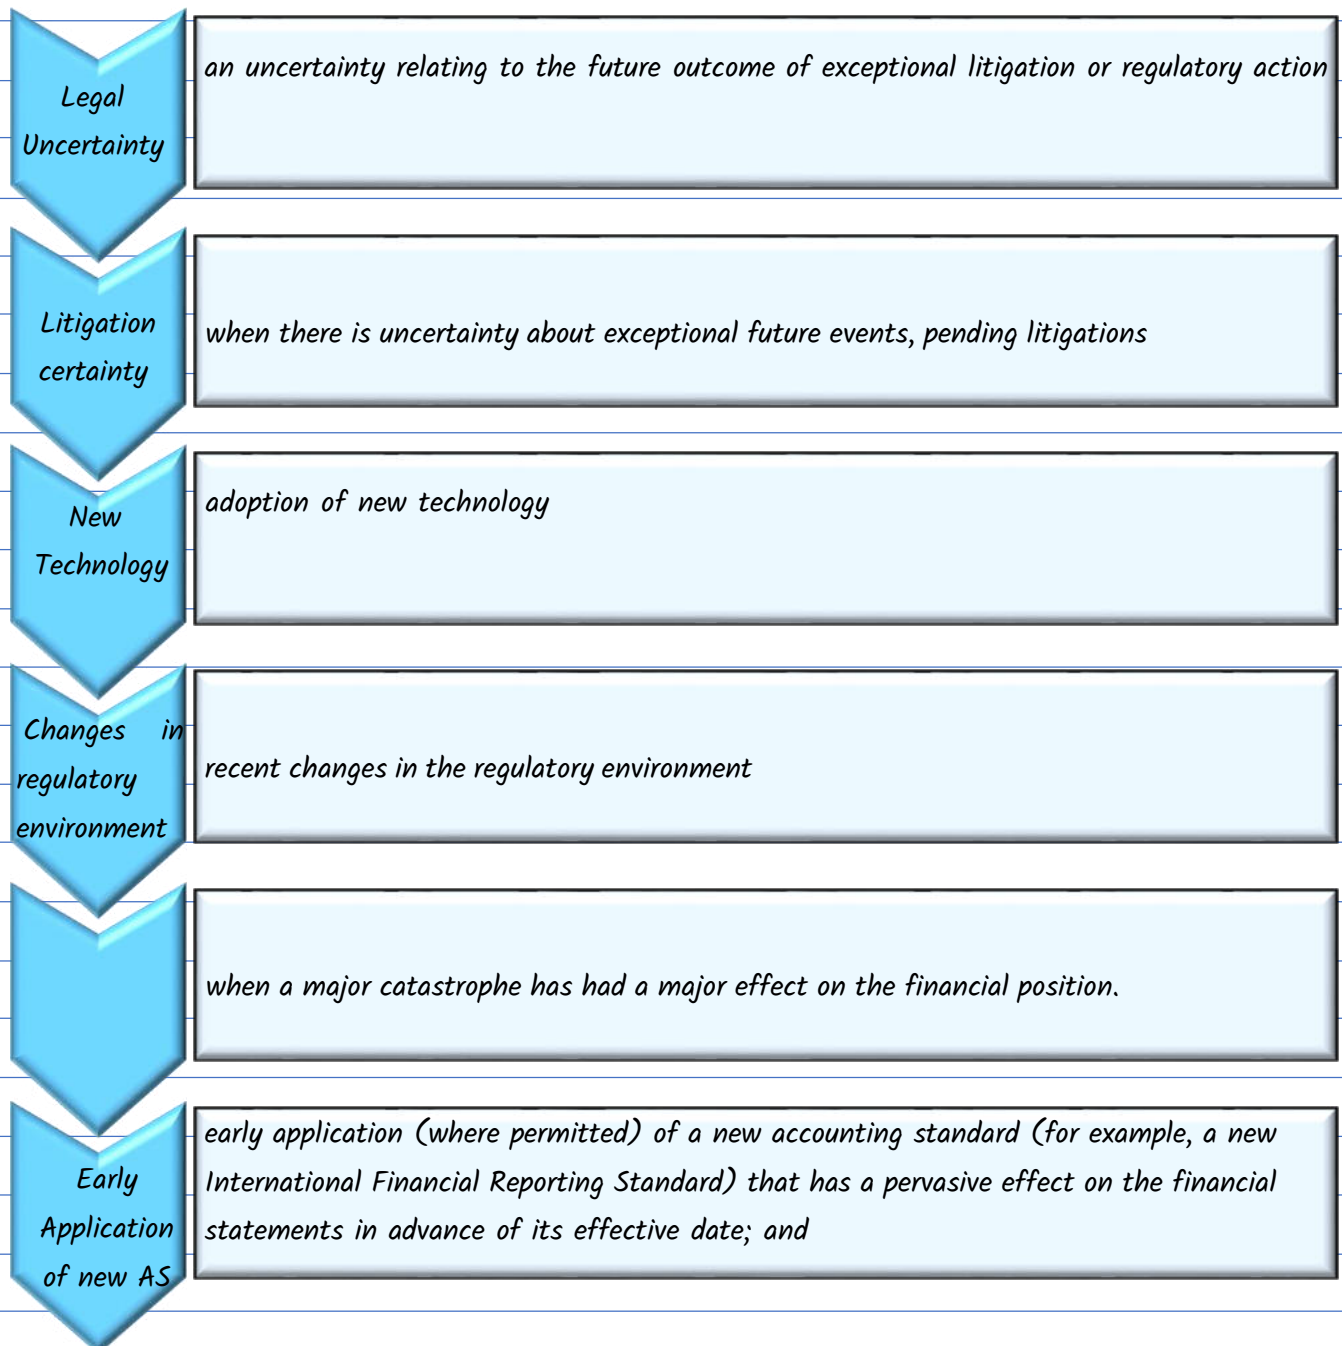 Legal
Uncertainty
an uncertainty relating to the future outcome of exceptional litigation or regulatory action
Litigation
certainty
when there is uncertainty about exceptional future events, pending litigations
New
Technology
adoption of new technology
Changes in
regulatory
environment
recent changes in the regulatory environment
when a major catastrophe has had a major effect on the financial position.
Early
Application
of new AS
early application (where permitted) of a new accounting standard (for example, a new
International Financial Reporting Standard) that has a pervasive effect on the financial
statements in advance of its effective date; and